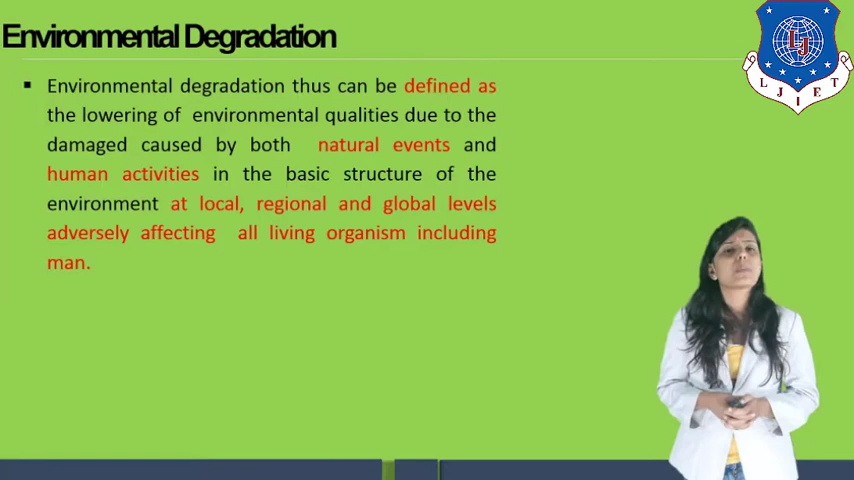 Environmental Degradation
▪ Environmental degradation thus can be defined as
the lowering of environmental qualities due to the
damaged caused by both natural events and
human activities in the basic structure of the
environment at local, regional and global levels
adversely affecting all living organism including
man.
LJ
L J I E T